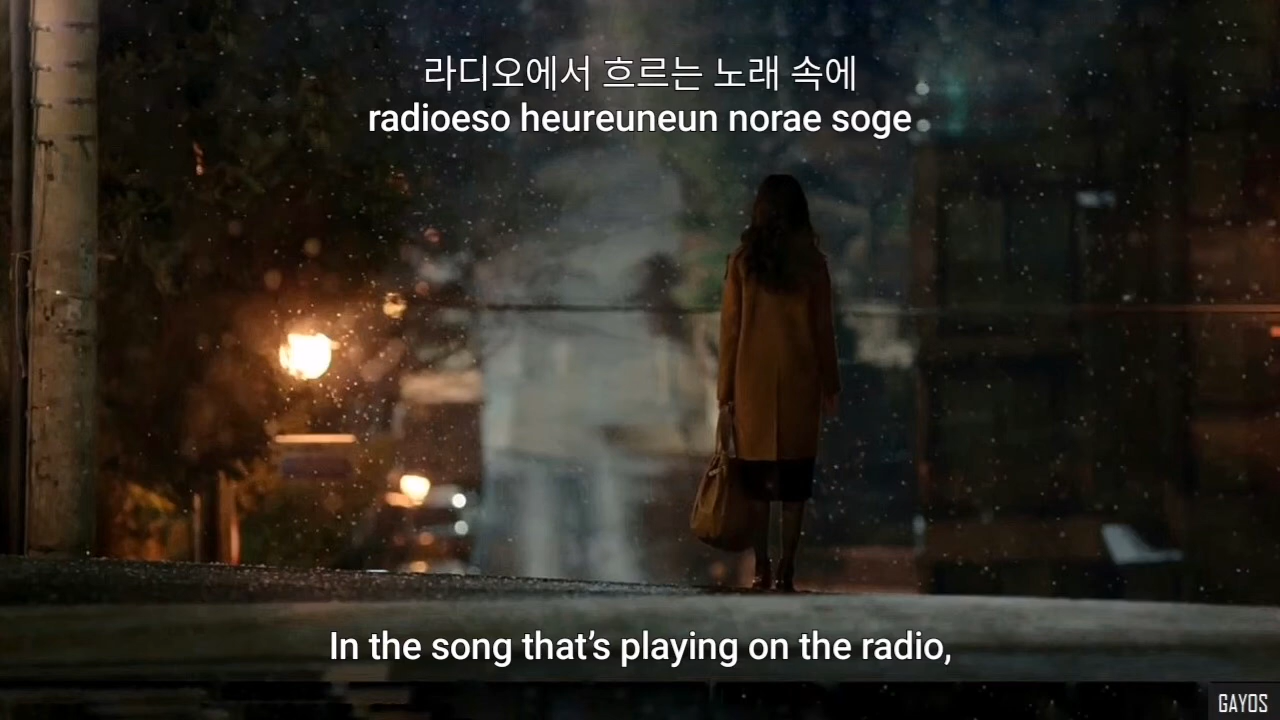 라디오에서 흐르는 노래 속에
radioeso heureuneun norae soge
In the song that’s playing on the radio,
GAYOS